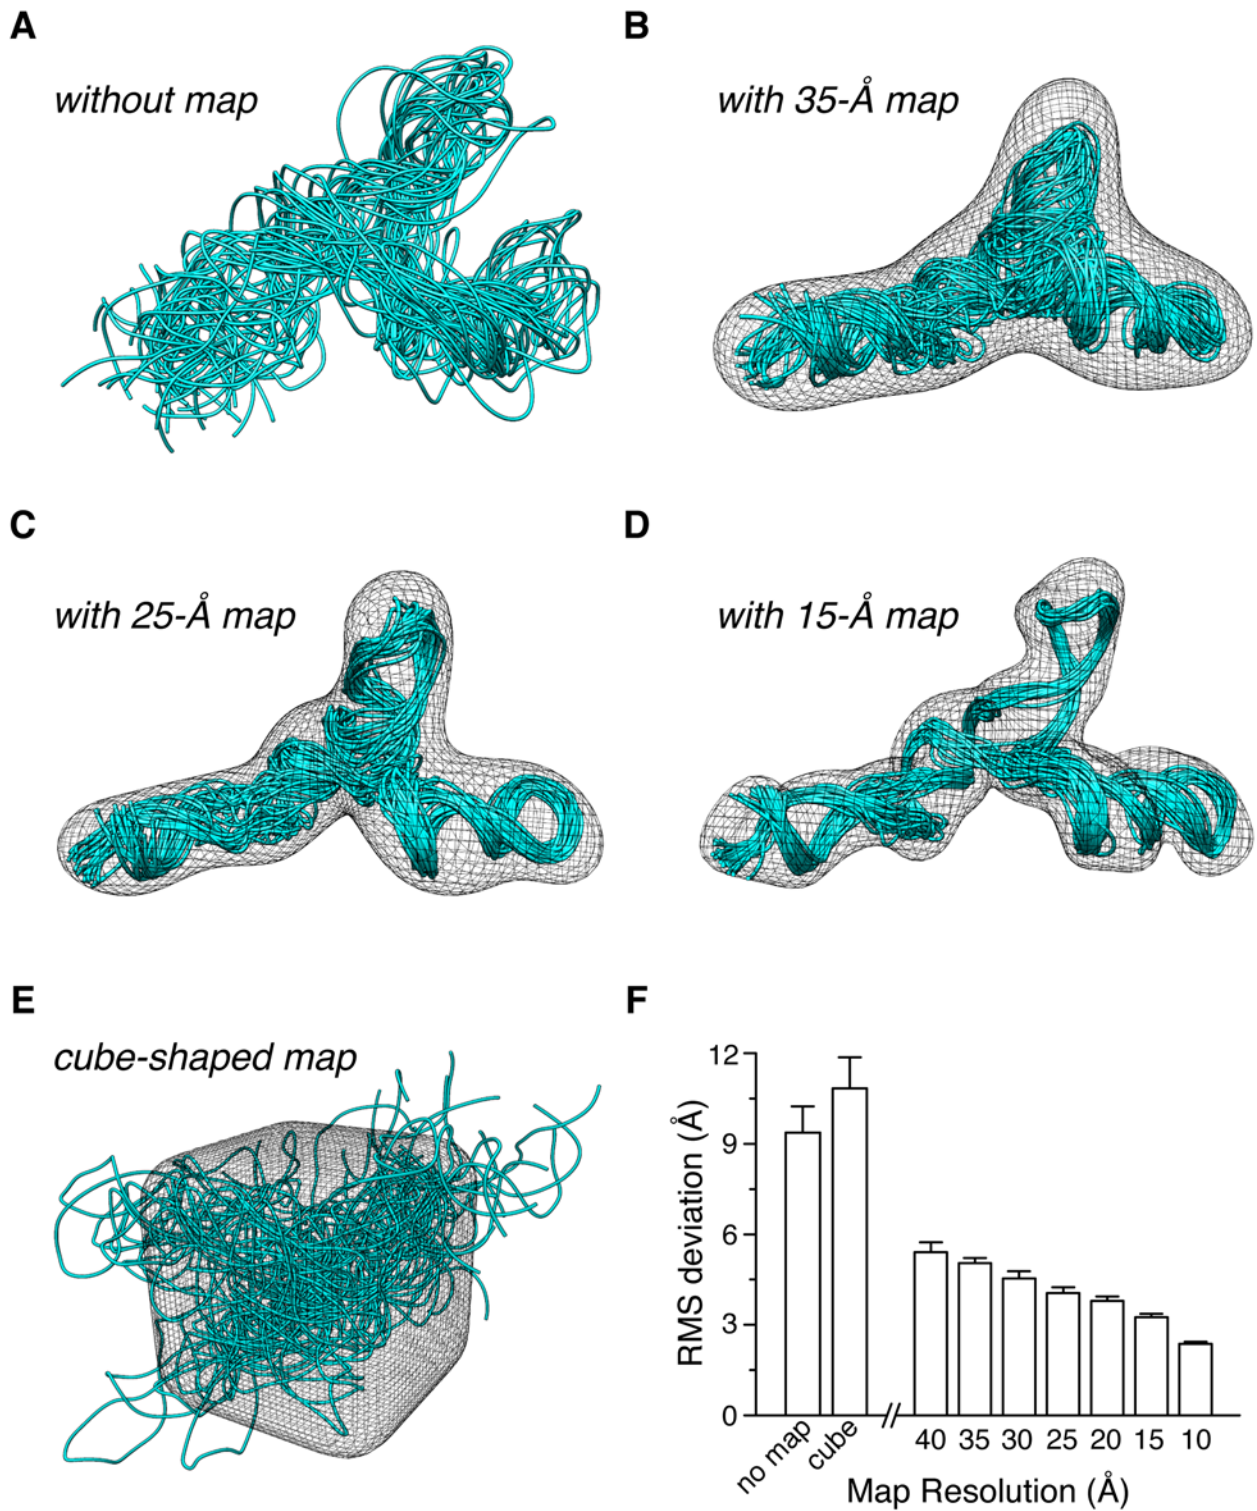 A
without map
B
with 35-Å map
C
with 25-Å map
D
with 15-Å map
E
cube-shaped map
F
12
9
6
3
0
RMS deviation (Å)
no map
cube
40 35 30 25 20 15 10
Map Resolution (Å)